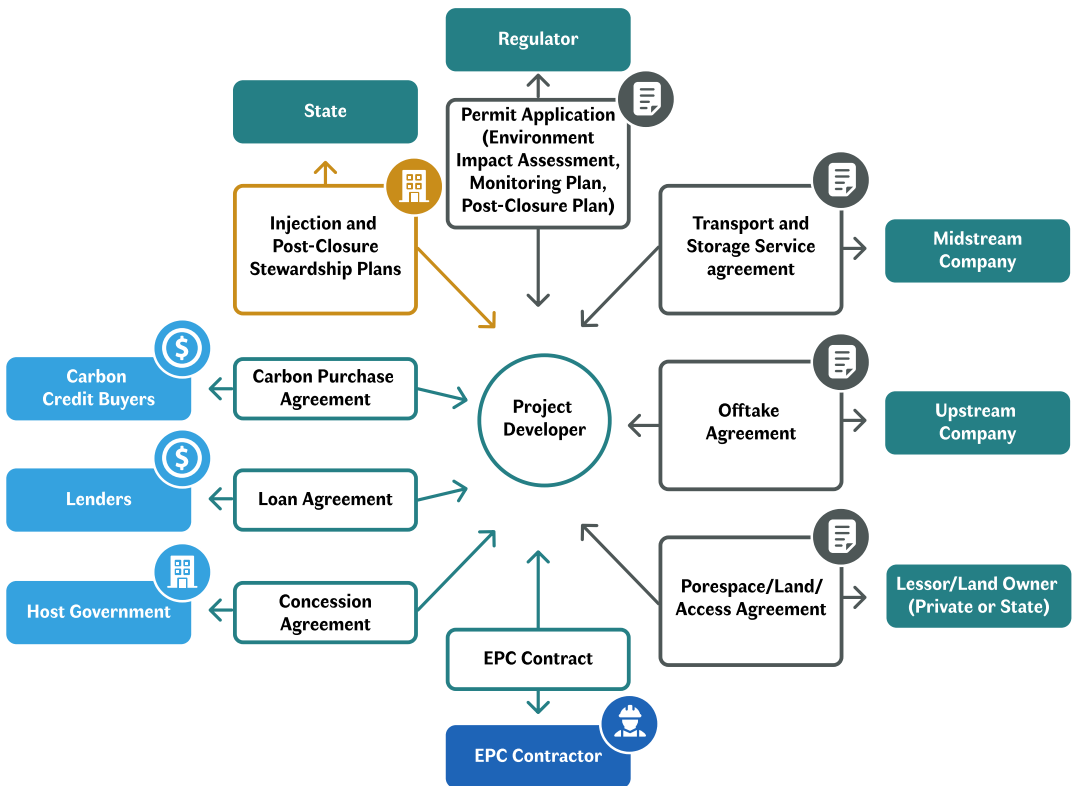 Regulator
State
Permit Application
(Environment
Impact Assessment,
Monitoring Plan,
Post-Closure Plan)
Injection and
Post-Closure
Stewardship Plans
Transport and
Storage Service
agreement
Midstream
Company
Carbon
Credit Buyers
Carbon Purchase
Agreement
Project
Developer
Offtake
Agreement
Upstream
Company
Lenders
Loan Agreement
Host Government
Concession
Agreement
Porespace/Land/
Access Agreement
Lessor/Land Owner
(Private or State)
EPC Contract
EPC Contractor